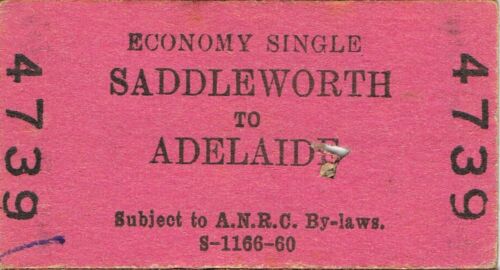 4739
ECONOMY SINGLE
SADDLEWORTH
TO
ADELAIDE
Subject to A.N.R.C. By-laws.
S-1166-60
4739